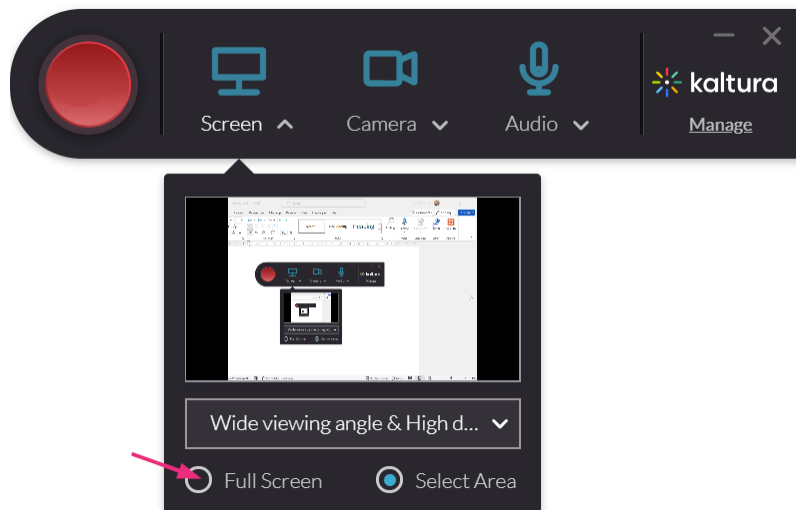 Screen
Camera
Audio
kaltura
Manage
Wide viewing angle & High d...
Full Screen
Select Area